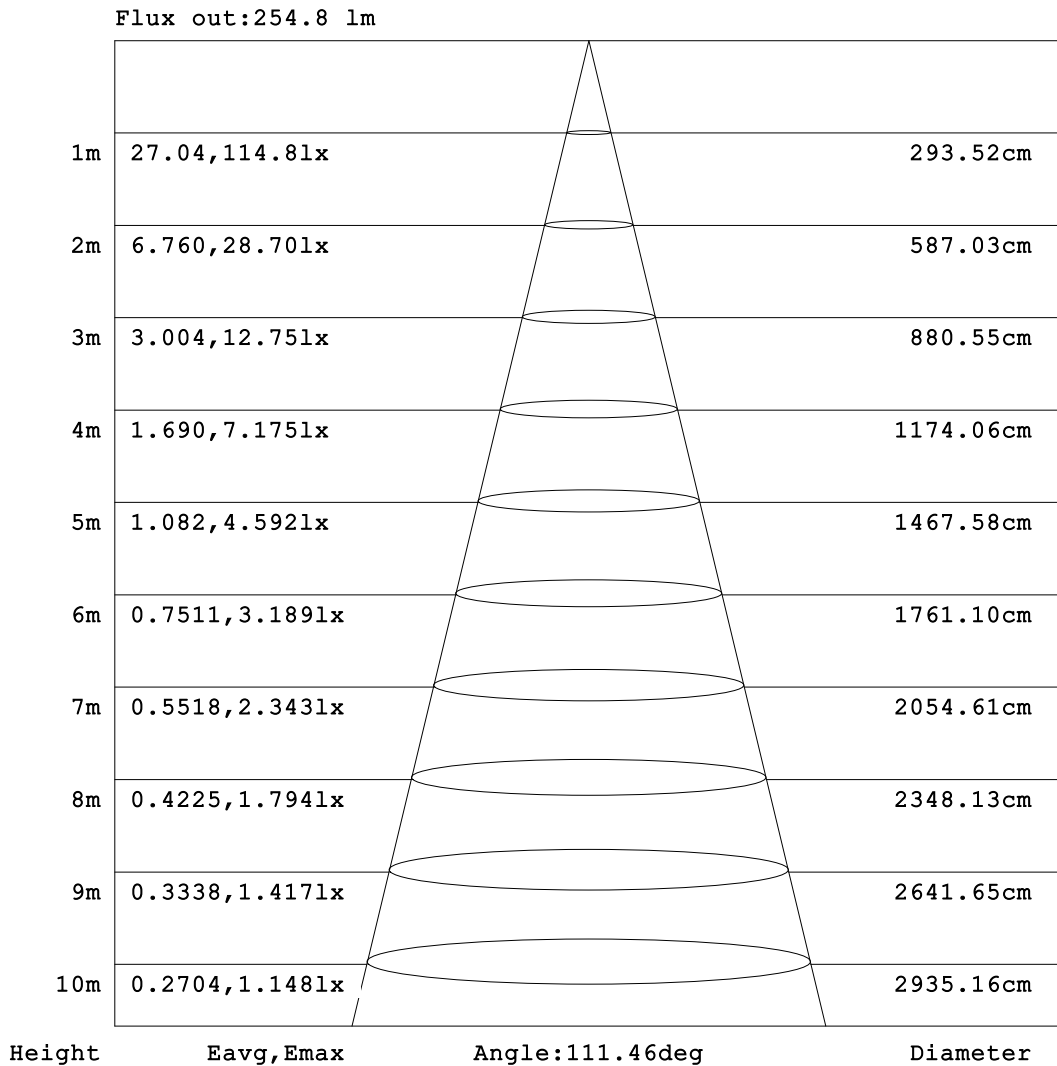 Flux out:254.8 lm
1m 27.04,114.8lx 293.52cm
2m 6.760,28.70lx 587.03cm
3m 3.004,12.75lx 880.55cm
4m 1.690,7.175lx 1174.06cm
5m 1.082,4.592lx 1467.58cm
6m 0.7511,3.189lx 1761.10cm
7m 0.5518,2.343lx 2054.61cm
8m 0.4225,1.794lx 2348.13cm
9m 0.3338,1.417lx 2641.65cm
10m 0.2704,1.148lx 2935.16cm
Height Eavg,Emax Angle:111.46deg Diameter